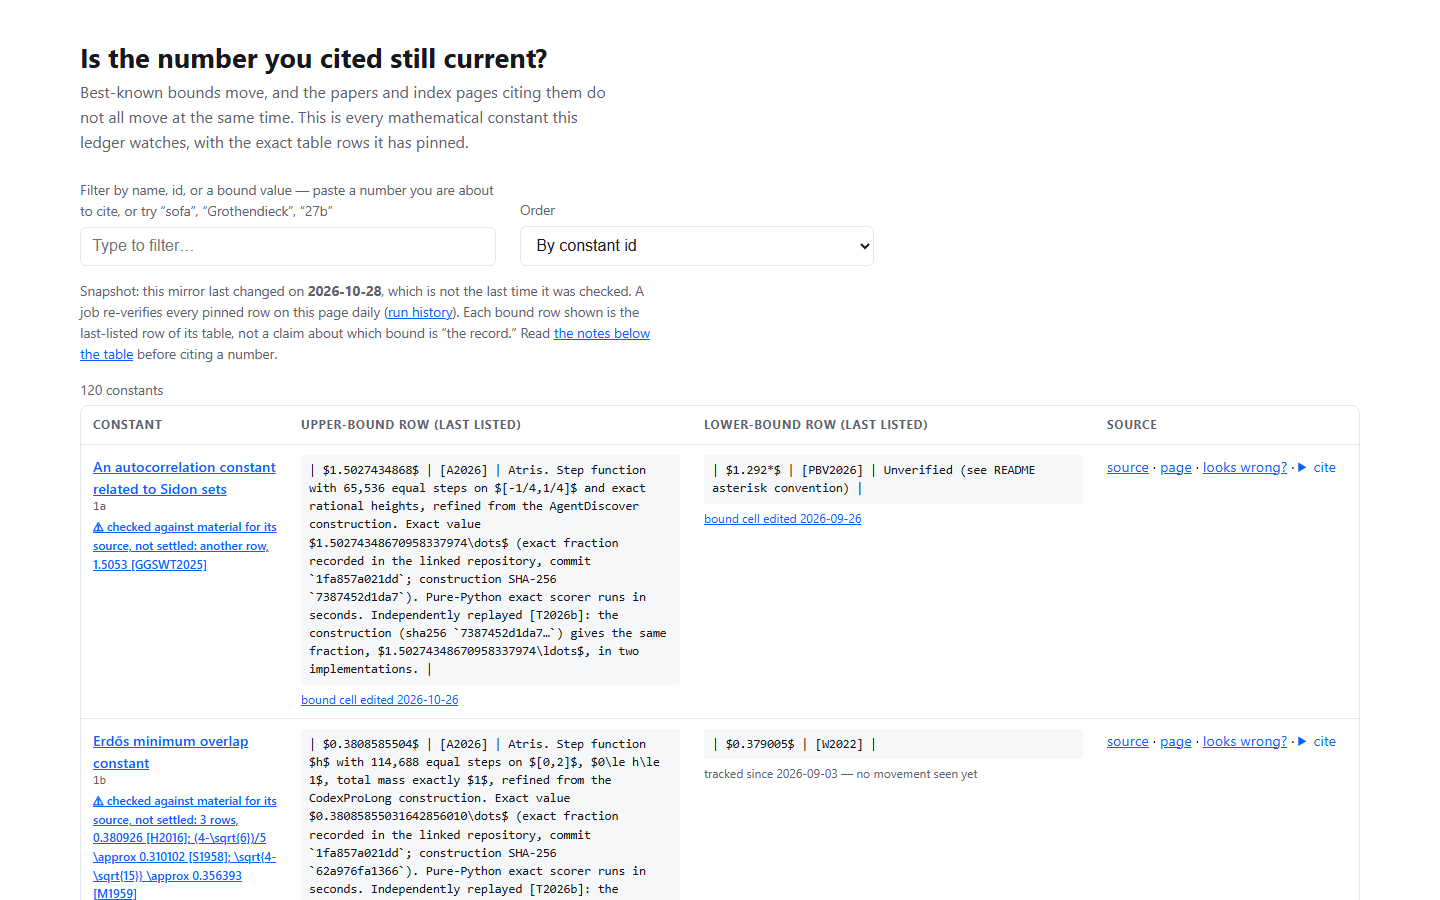 Is the number you cited still current?
Best-known bounds move, and the papers and index pages citing them do
not all move at the same time. This is every mathematical constant this
ledger watches, with the exact table rows it has pinned.
Filter by name, id, or a bound value — paste a number you are about
to cite, or try “sofa”, “Grothendieck”, “27b”
Order
Type to filter…
By constant id
Snapshot: this mirror last changed on 2026-10-28, which is not the last time it was checked. A
job re-verifies every pinned row on this page daily (run history). Each bound row shown is the
last-listed row of its table, not a claim about which bound is “the record.” Read the notes below
the table before citing a number.
120 constants
CONSTANT
UPPER-BOUND ROW (LAST LISTED)
LOWER-BOUND ROW (LAST LISTED)
SOURCE
An autocorrelation constant
related to Sidon sets
1a
⚠ checked against material for its
source, not settled: another row,
1.5053 [GGSWT2025]
| $1.5027434868$ | [A2026] | Atris. Step function
with 65,536 equal steps on $[-1/4,1/4]$ and exact
rational heights, refined from the AgentDiscover
construction. Exact value
$1.50274348670958337974\dots$ (exact fraction
recorded in the linked repository, commit
`1fa857a021dd`; construction SHA-256
`7387452d1da7`). Pure-Python exact scorer runs in
seconds. Independently replayed [T2026b]: the
construction (sha256 `7387452d1da7…`) gives the same
fraction, $1.50274348670958337974\ldots$, in two
implementations. |
bound cell edited 2026-10-26
| $1.292*$ | [PBV2026] | Unverified (see README
asterisk convention) |
bound cell edited 2026-09-26
source · page · looks wrong? · ▶ cite
Erdős minimum overlap
constant
1b
⚠ checked against material for its
source, not settled: 3 rows,
0.380926 [H2016]; (4-\sqrt{6})/5
\approx 0.310102 [S1958]; \sqrt{4-
\sqrt{15}} \approx 0.356393
[M1959]
| $0.3808585504$ | [A2026] | Atris. Step function
$h$ with 114,688 equal steps on $[0,2]$, $0\le h\le
1$, total mass exactly $1$, refined from the
CodexProLong construction. Exact value
$0.38085855031642856010\dots$ (exact fraction
recorded in the linked repository, commit
`1fa857a021dd`; construction SHA-256
`62a976fa1366`). Pure-Python exact scorer runs in
seconds. Independently replayed [T2026b]: the
| $0.379005$ | [W2022] |
tracked since 2026-09-03 — no movement seen yet
source · page · looks wrong? · ▶ cite